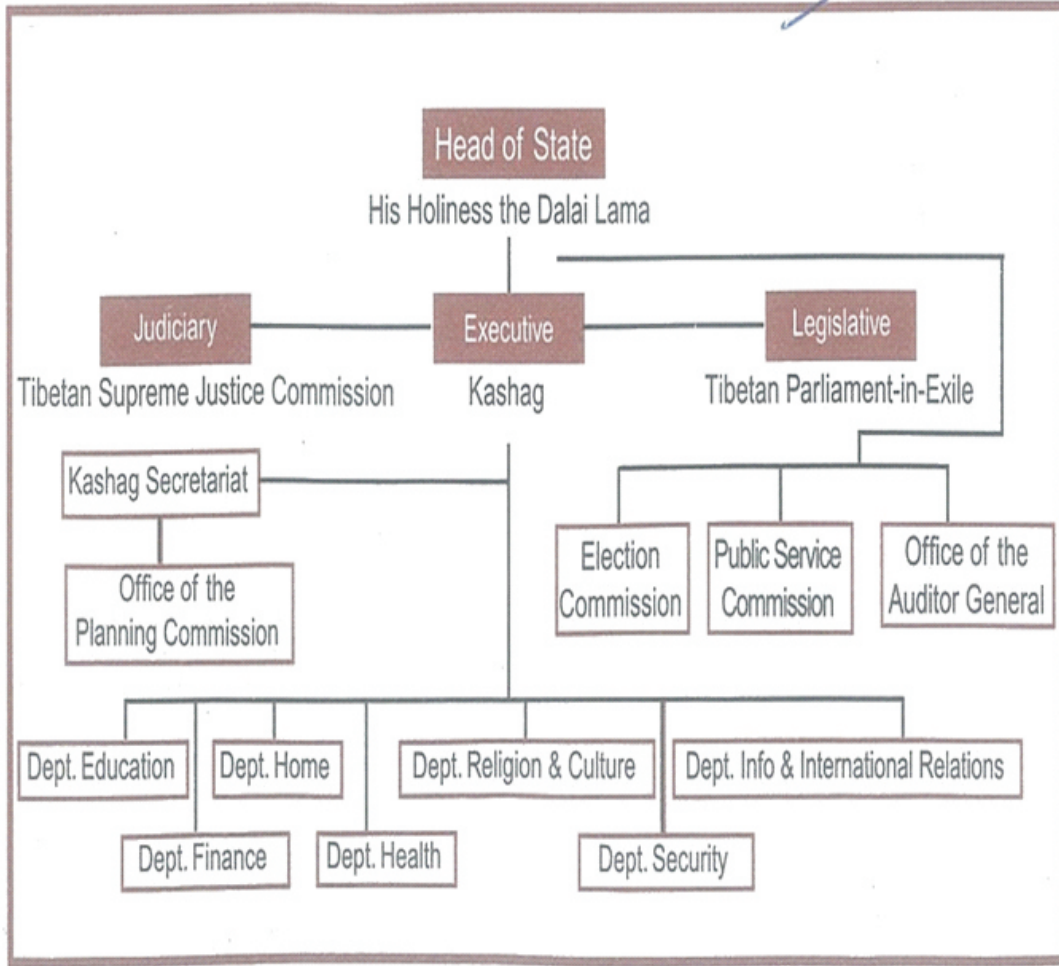 Head of State
His Holiness the Dalai Lama
Judiciary
Executive
Legislative
Tibetan Supreme Justice Commission
Kashag
Tibetan Parliament-in-Exile
Kashag Secretariat
Office of the
Planning Commission
Election
Commission
Public Service
Commission
Office of the
Auditor General
Dept. Education
Dept. Home
Dept. Religion & Culture
Dept. Info & International Relations
Dept. Finance
Dept. Health
Dept. Security